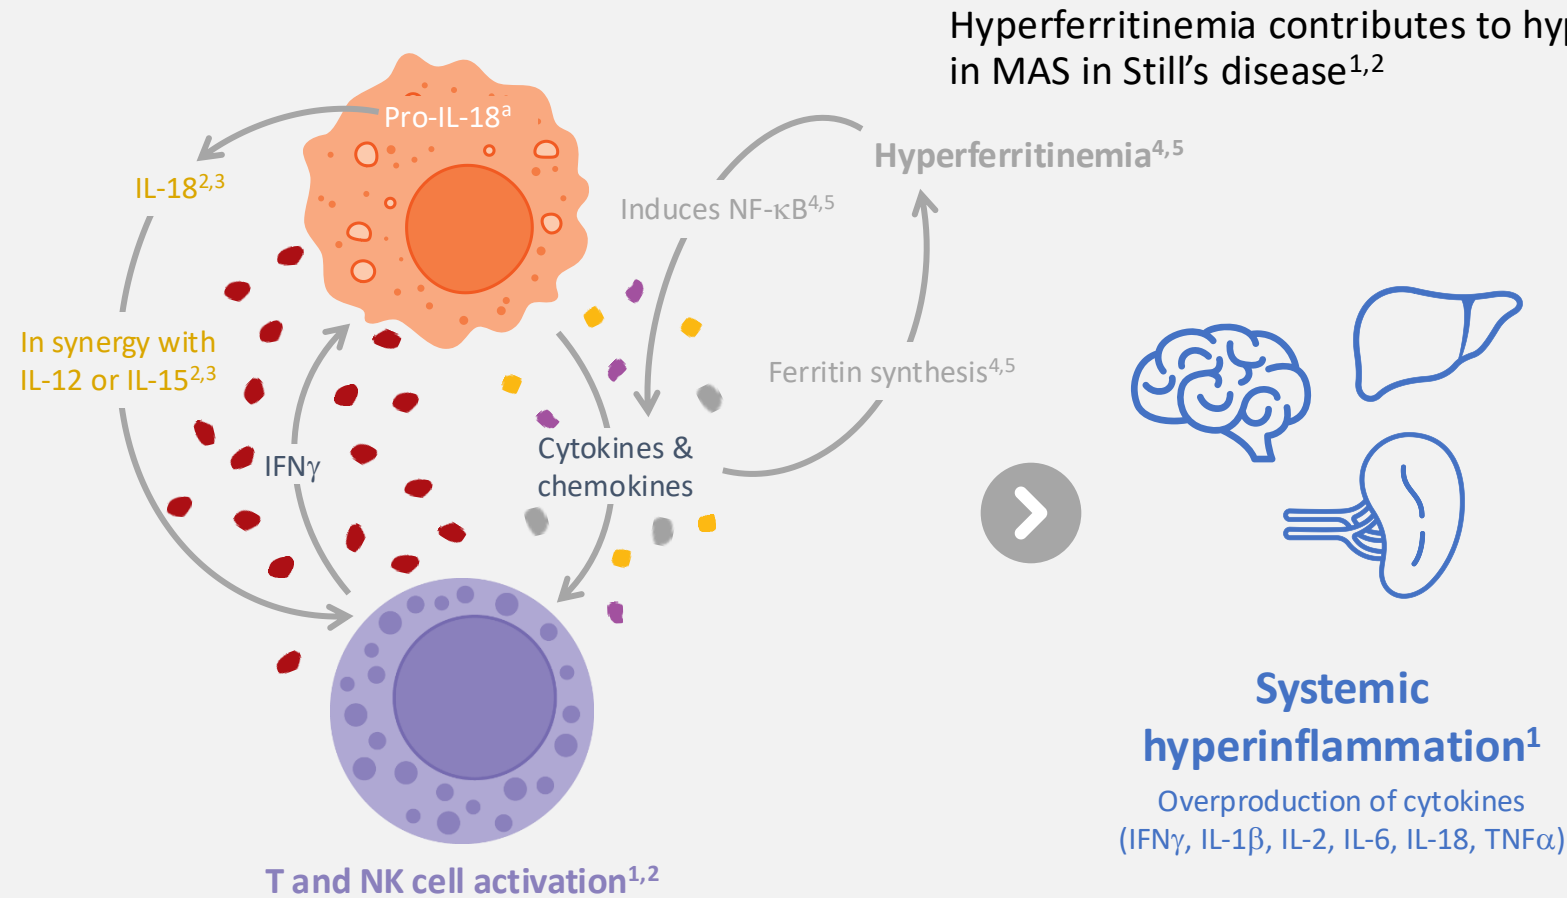 Hyperferritinemia contributes to hyp
in MAS in Still’s disease¹,²
Pro-IL-18ᵃ
IL-18²,³
Hyperferritinemia⁴,⁵
Induces NF-κB⁴,⁵
In synergy with
IL-12 or IL-15²,³
Ferritin synthesis⁴,⁵
IFNγ
Cytokines &
chemokines
Systemic
hyperinflammation¹
Overproduction of cytokines
(IFNγ, IL-1β, IL-2, IL-6, IL-18, TNFα)
T and NK cell activation¹,²